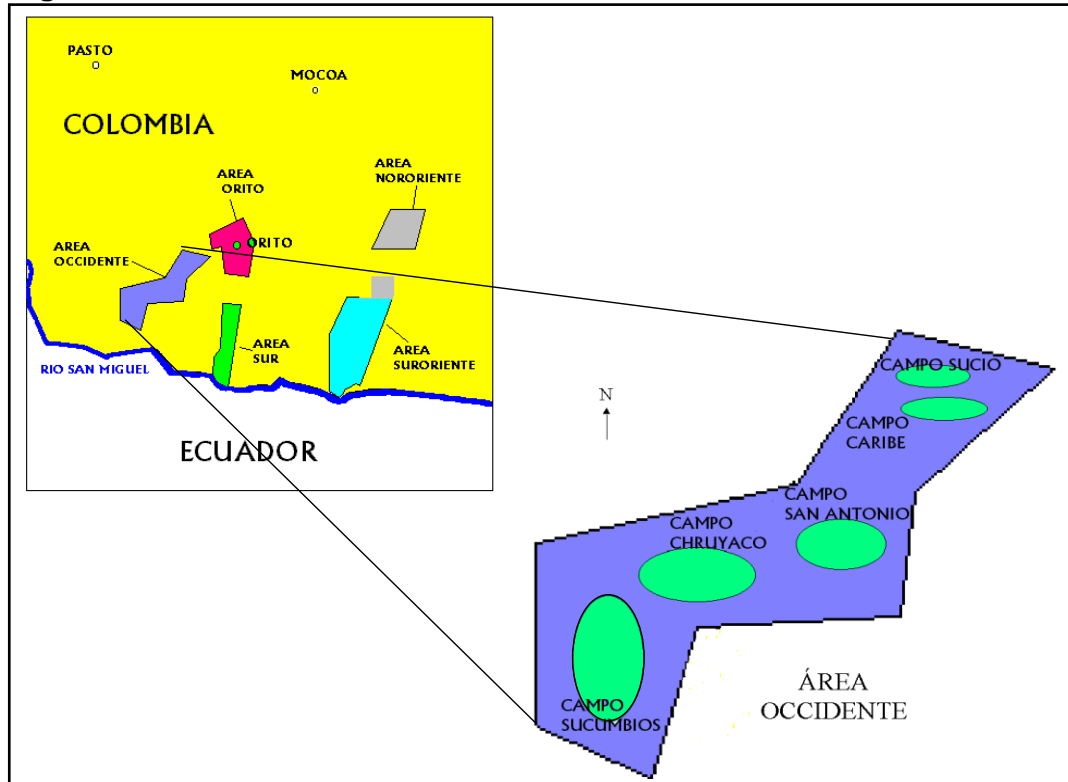 PASTO
MOCOA
COLOMBIA
AREA
ORITO
AREA
NORORIENTE
ORITO
AREA
OCCIDENTE
AREA
SUR
AREA
SURORIENTE
RIO SAN MIGUEL
ECUADOR
N
CAMPO SUCIO
CAMPO
CARIBE
CAMPO
SAN ANTONIO
CAMPO
CHRUYACO
CAMPO
SUCUMBIOS
ÁREA
OCCIDENTE